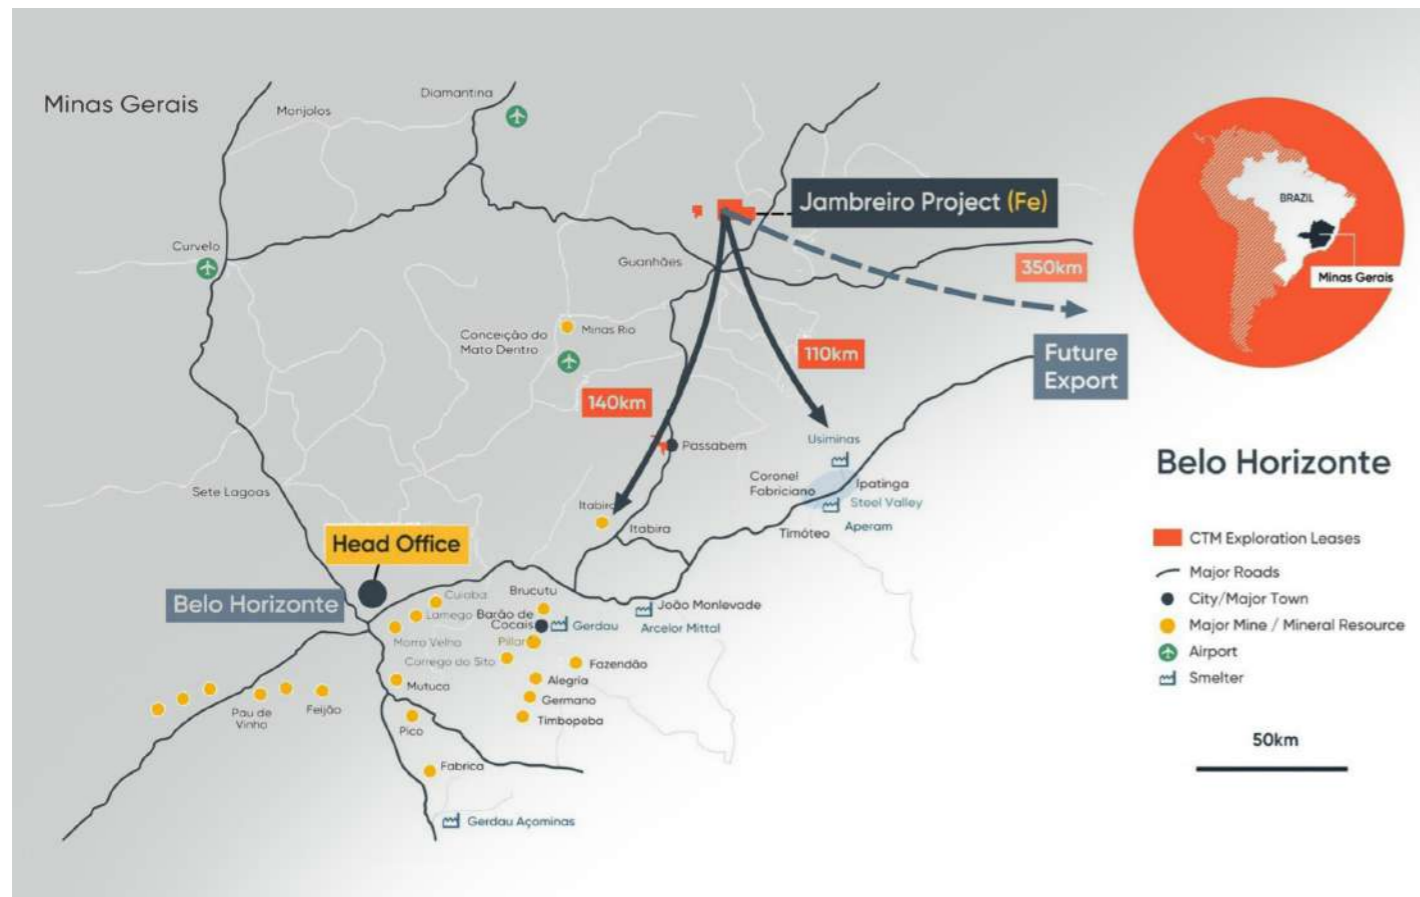 Minas Gerais
Monjolos
Diamantina
Jambreiro Project (Fe)
BRAZIL
Minas Gerais
Curvelo
Guanhães
350km
Conceição do
Mato Dentro
Minas Rio
110km
Future
Export
140km
Usiminas
Passabem
Coronel
Fabriciano
Ipatinga
Steel Valley
Aperam
Timóteo
Sete Lagoas
Itabira
Itabira
Head Office
Belo Horizonte
Belo Horizonte
CTM Exploration Leases
Major Roads
City/Major Town
Major Mine / Mineral Resource
Airport
Smelter
50km
Cuiaba
Lamego
Morro Velho
Brucutu
Barão de
Cocais
Gerdau
João Monlevade
Arcelor Mittal
Pillar
Corrego do Sito
Fazendão
Mutuca
Alegria
Germano
Timbopeba
Pau de
Vinho
Feijão
Pico
Fabrica
Gerdau Açominas